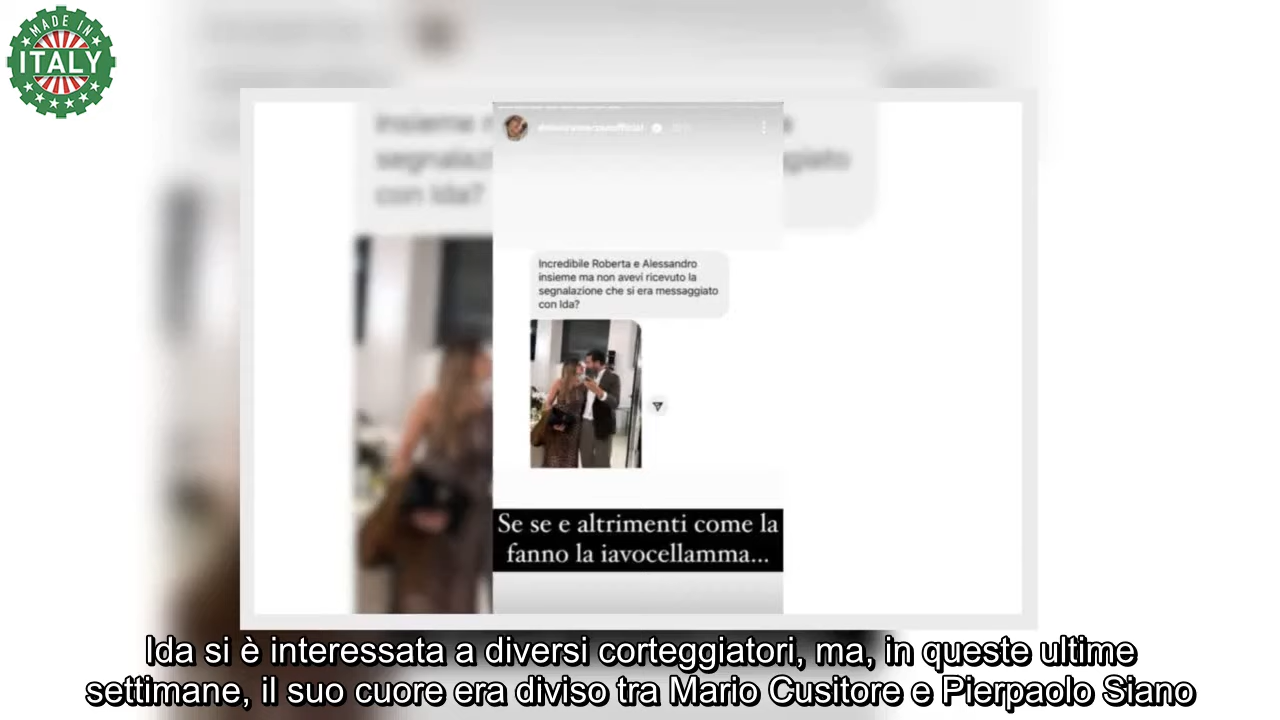 MADE IN
ITALY
Incredibile Roberta e Alessandro
insieme ma non avevi ricevuto la
segnalazione che si era messaggiato
con Ida?
Se se e altrimenti come la
fanno la iavocellamma...
Ida si è interessata a diversi corteggiatori, ma, in queste ultime
settimane, il suo cuore era diviso tra Mario Cusitore e Pierpaolo Siano